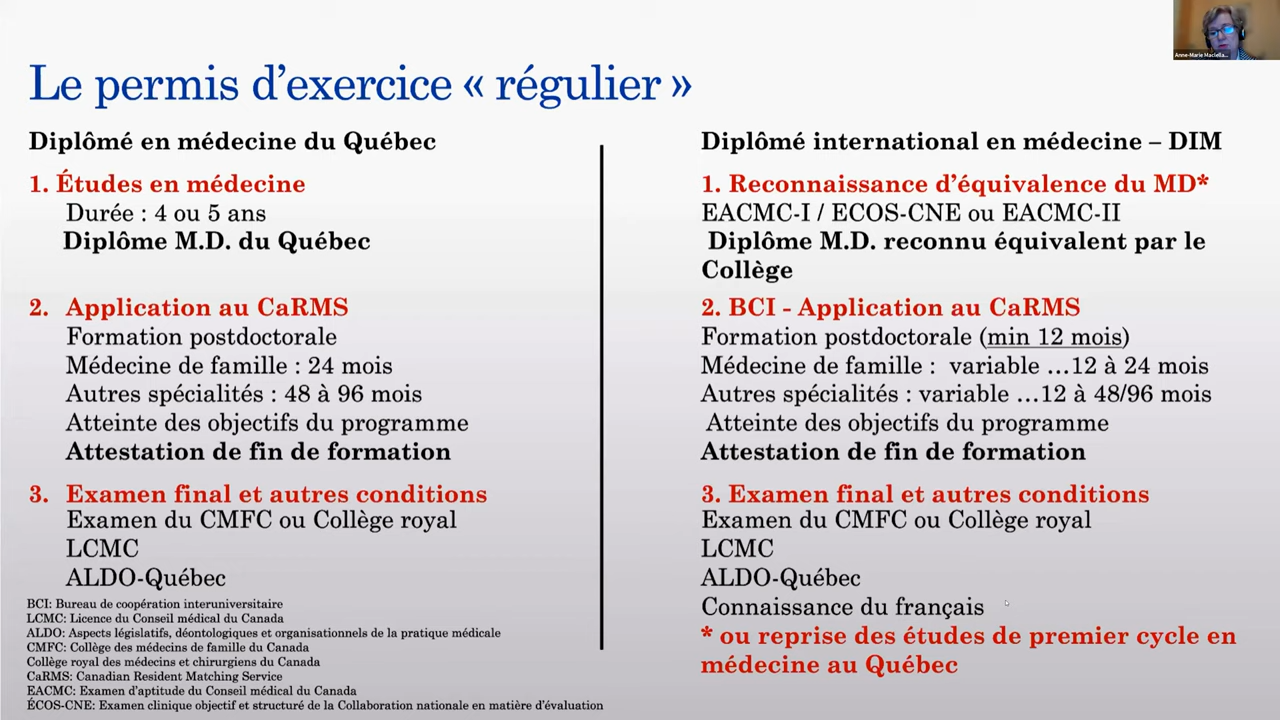 Anne-Marie Maclella...
Le permis d’exercice « régulier »
Diplômé en médecine du Québec
1. Études en médecine
Durée : 4 ou 5 ans
Diplôme M.D. du Québec
2. Application au CaRMS
Formation postdoctorale
Médecine de famille : 24 mois
Autres spécialités : 48 à 96 mois
Atteinte des objectifs du programme
Attestation de fin de formation
3. Examen final et autres conditions
Examen du CMFC ou Collège royal
LCMC
ALDO-Québec
BCI: Bureau de coopération interuniversitaire
LCMC: Licence du Conseil médical du Canada
ALDO: Aspects législatifs, déontologiques et organisationnels de la pratique médicale
CMFC: Collège des médecins de famille du Canada
Collège royal des médecins et chirurgiens du Canada
CaRMS: Canadian Resident Matching Service
EACMC: Examen d’aptitude du Conseil médical du Canada
ÉCOS-CNE: Examen clinique objectif et structuré de la Collaboration nationale en matière d’évaluation
Diplômé international en médecine – DIM
1. Reconnaissance d’équivalence du MD*
EACMC-I / ECOS-CNE ou EACMC-II
Diplôme M.D. reconnu équivalent par le
Collège
2. BCI - Application au CaRMS
Formation postdoctorale (min 12 mois)
Médecine de famille : variable …12 à 24 mois
Autres spécialités : variable …12 à 48/96 mois
Atteinte des objectifs du programme
Attestation de fin de formation
3. Examen final et autres conditions
Examen du CMFC ou Collège royal
LCMC
ALDO-Québec
Connaissance du français
* ou reprise des études de premier cycle en
médecine au Québec